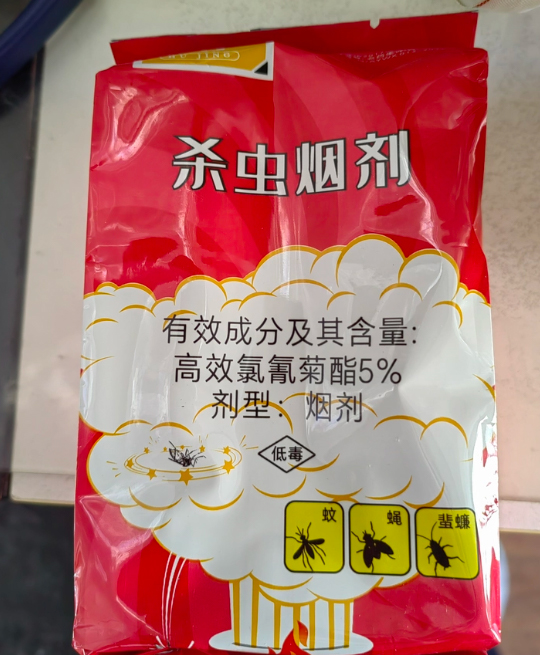 杀虫烟剂
有效成分及其含量:
高效氯氰菊酯5%
剂型：烟剂
低毒
蚊
蝇
蜚蠊